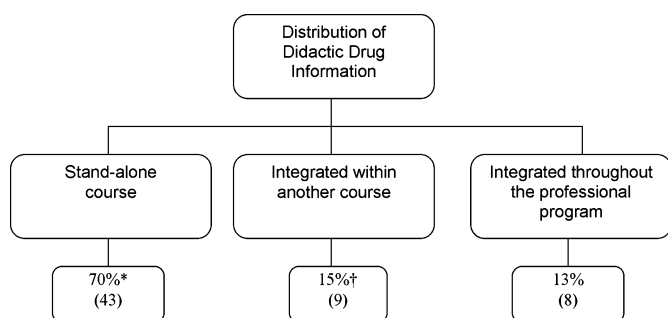 Distribution of
Didactic Drug
Information
Stand-alone
course
Integrated within
another course
Integrated throughout
the professional
program
70%*
(43)
15%†
(9)
13%
(8)